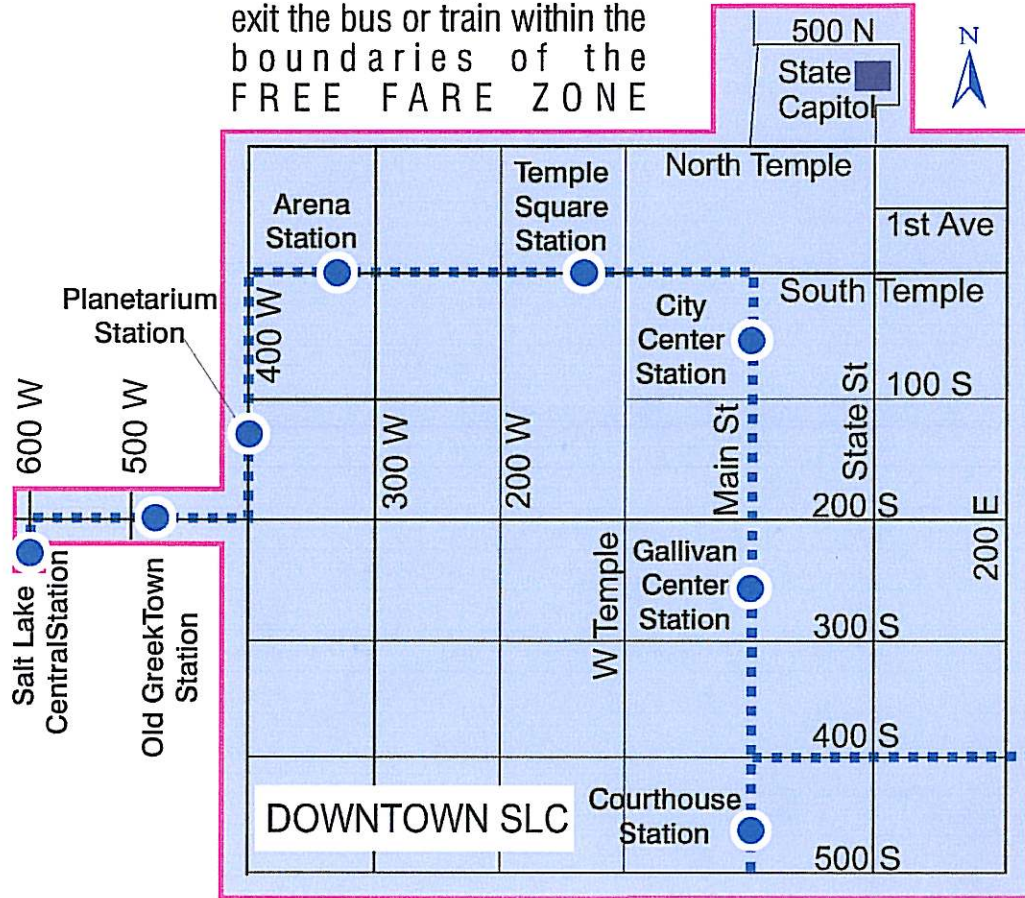 exit the bus or train within the
boundaries of the
FREE FARE ZONE
500 N
N
State
Capitol
North Temple
Temple
Square
Station
Arena
Station
1st Ave
South Temple
Planetarium
Station
400 W
City
Center
Station
100 S
600 W
500 W
300 W
200 W
Main St
State St
200 S
200 E
Salt Lake
CentralStation
Old GreekTown
Station
W Temple
Gallivan
Center
Station
300 S
400 S
DOWNTOWN SLC
Courthouse
Station
500 S